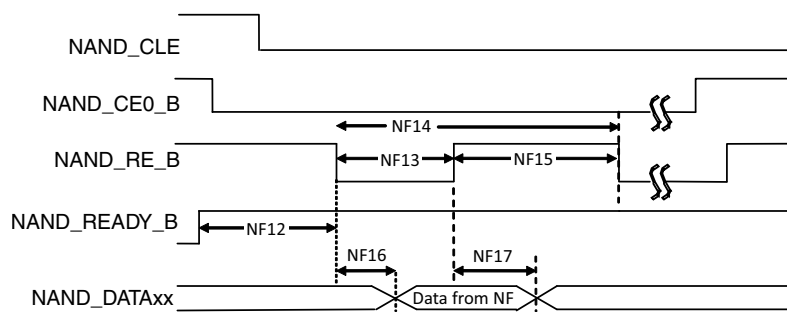 NAND_CLE
NAND_CE0_B
NF14
NAND_RE_B
NF13
NF15
NAND_READY_B
NF12
NF16
NF17
NAND_DATAxx
Data from NF